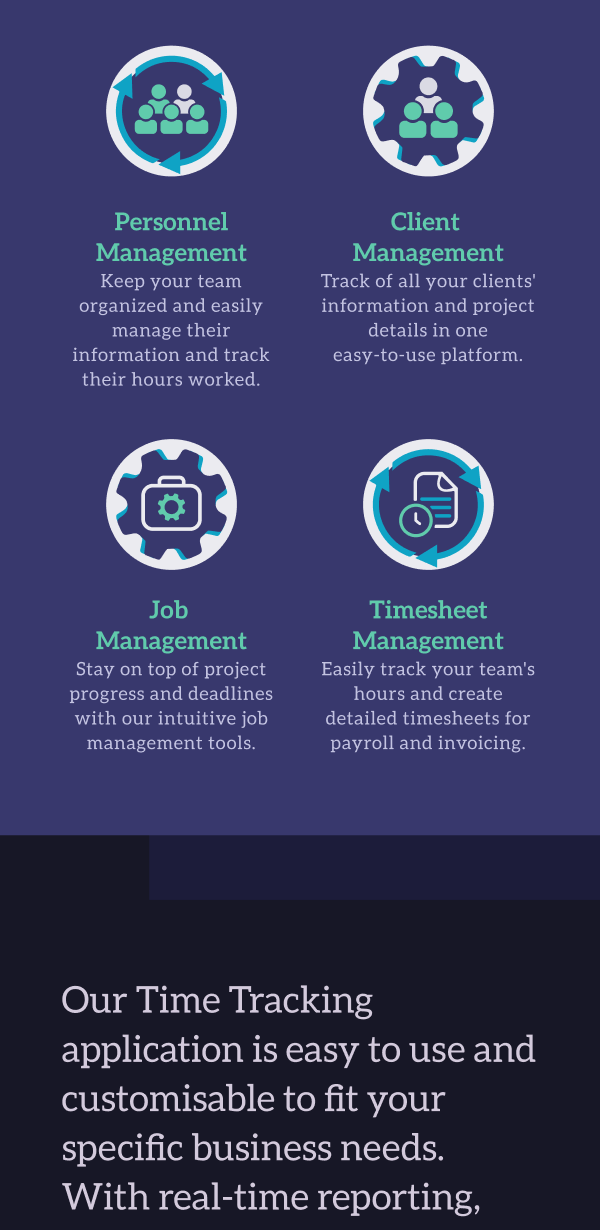 Personnel
Management
Keep your team
organized and easily
manage their
information and track
their hours worked.
Client
Management
Track of all your clients'
information and project
details in one
easy-to-use platform.
Job
Management
Stay on top of project
progress and deadlines
with our intuitive job
management tools.
Timesheet
Management
Easily track your team's
hours and create
detailed timesheets for
payroll and invoicing.
Our Time Tracking
application is easy to use and
customisable to fit your
specific business needs.
With real-time reporting,